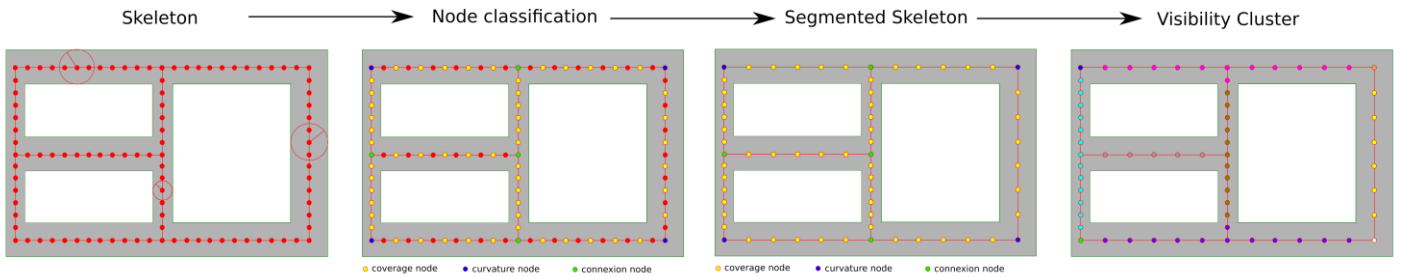 Skeleton Node classification Segmented Skeleton Visibility Cluster
coverage node curvature node connexion node coverage node curvature node connexion node